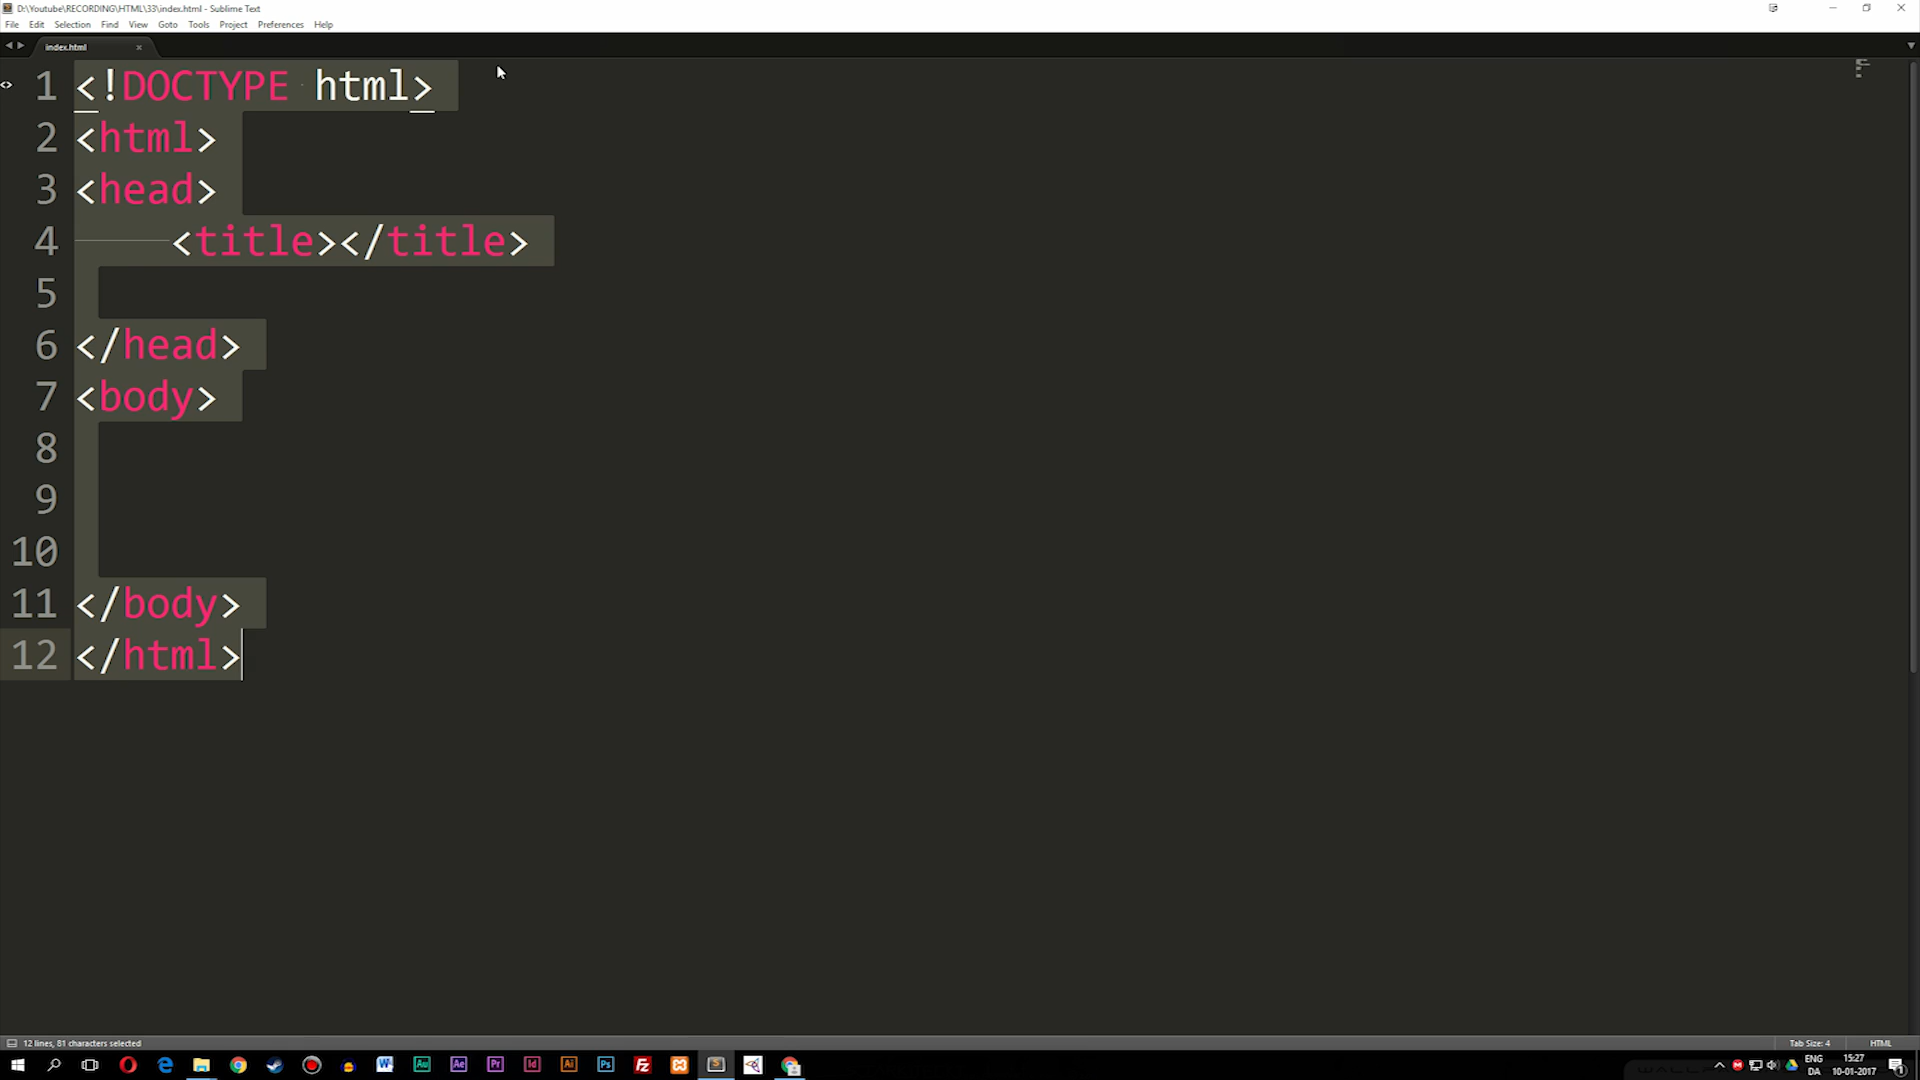 D:\Youtube\RECORDING\HTML\33\index.html - Sublime Text
File Edit Selection Find View Goto Tools Project Preferences Help
index.html
1 <!DOCTYPE html>
2 <html>
3 <head>
4 <title></title>
5
6 </head>
7 <body>
8
9
10
11 </body>
12 </html>
12 lines, 81 characters selected Tab Size: 4 HTML
ENG 15:27
DA 10-01-2017